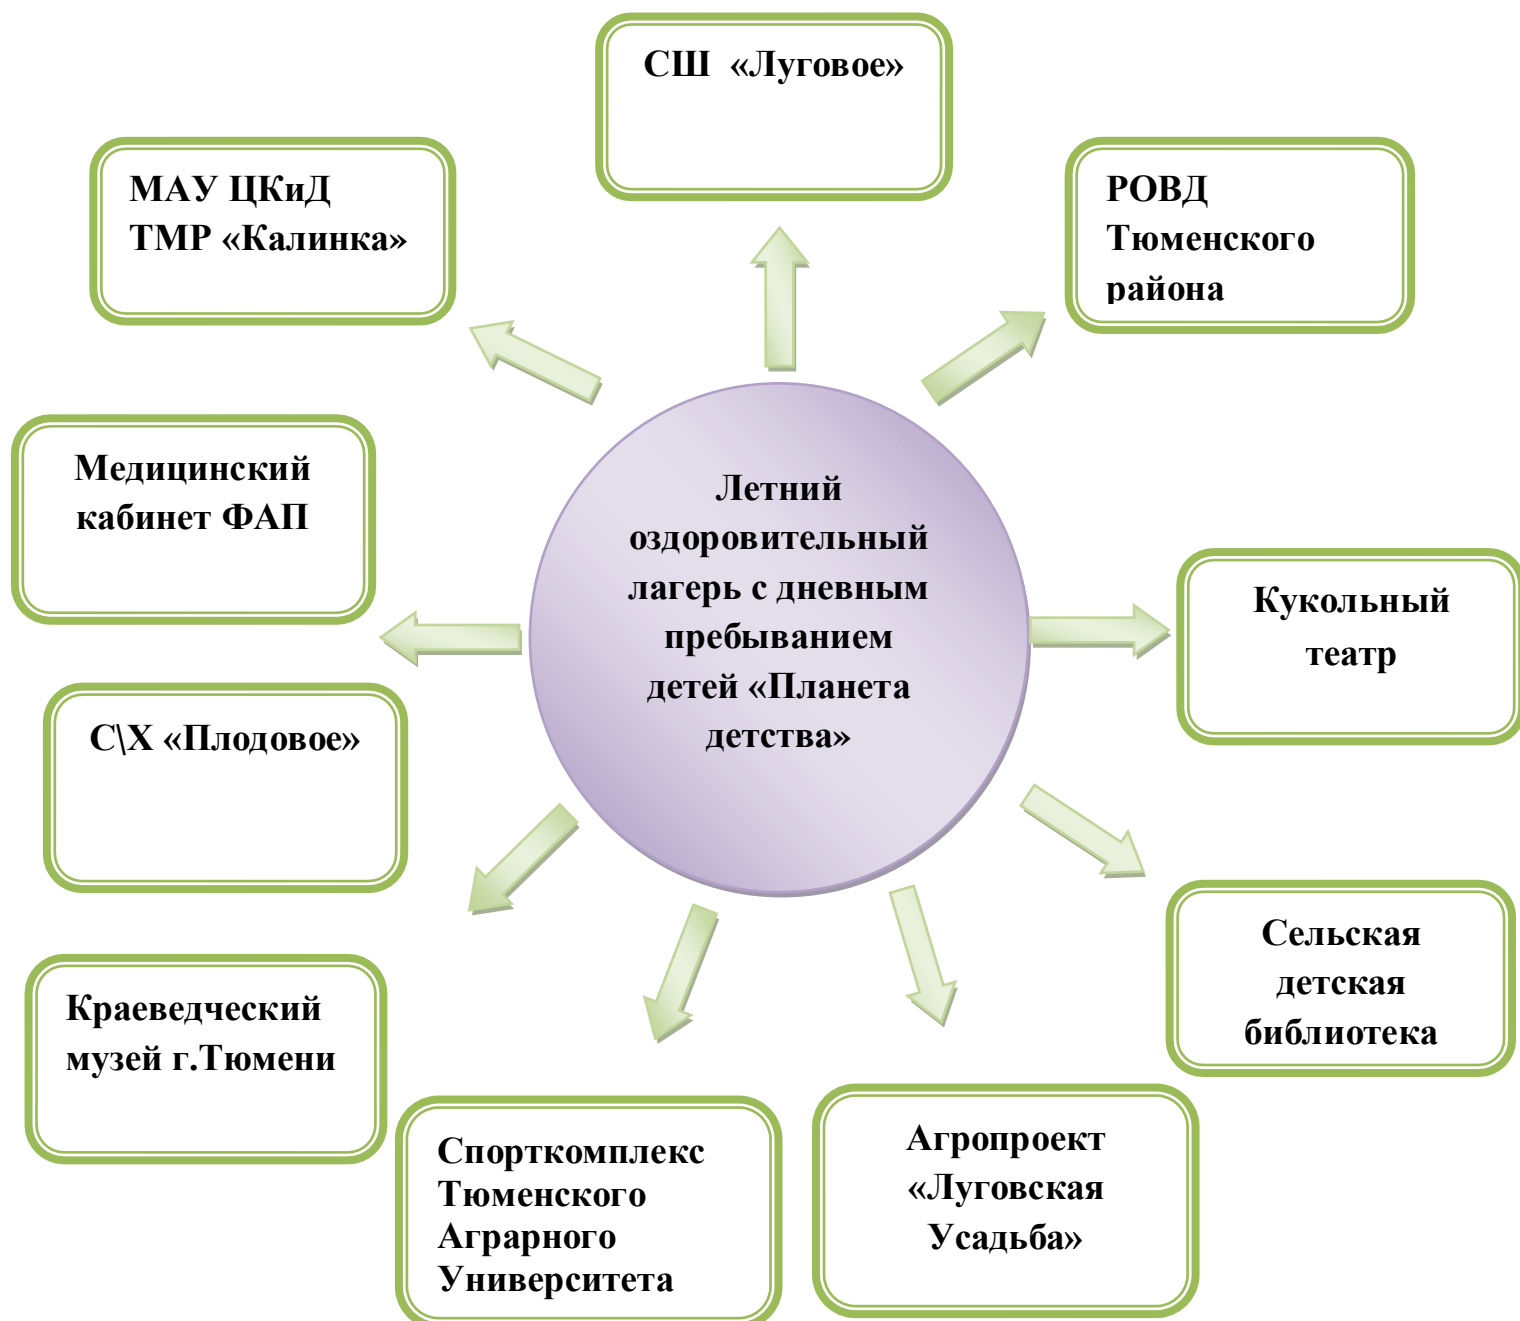 СШ «Луговое»
МАУ ЦКиД
ТМР «Калинка»
РОВД
Тюменского
района
Медицинский
кабинет ФАП
Летний
оздоровительный
лагерь с дневным
пребыванием
детей «Планета
детства»
Кукольный
театр
С\Х «Плодовое»
Сельская
детская
библиотека
Краеведческий
музей г.Тюмени
Спорткомплекс
Тюменского
Аграрного
Университета
Агропроект
«Луговская
Усадьба»